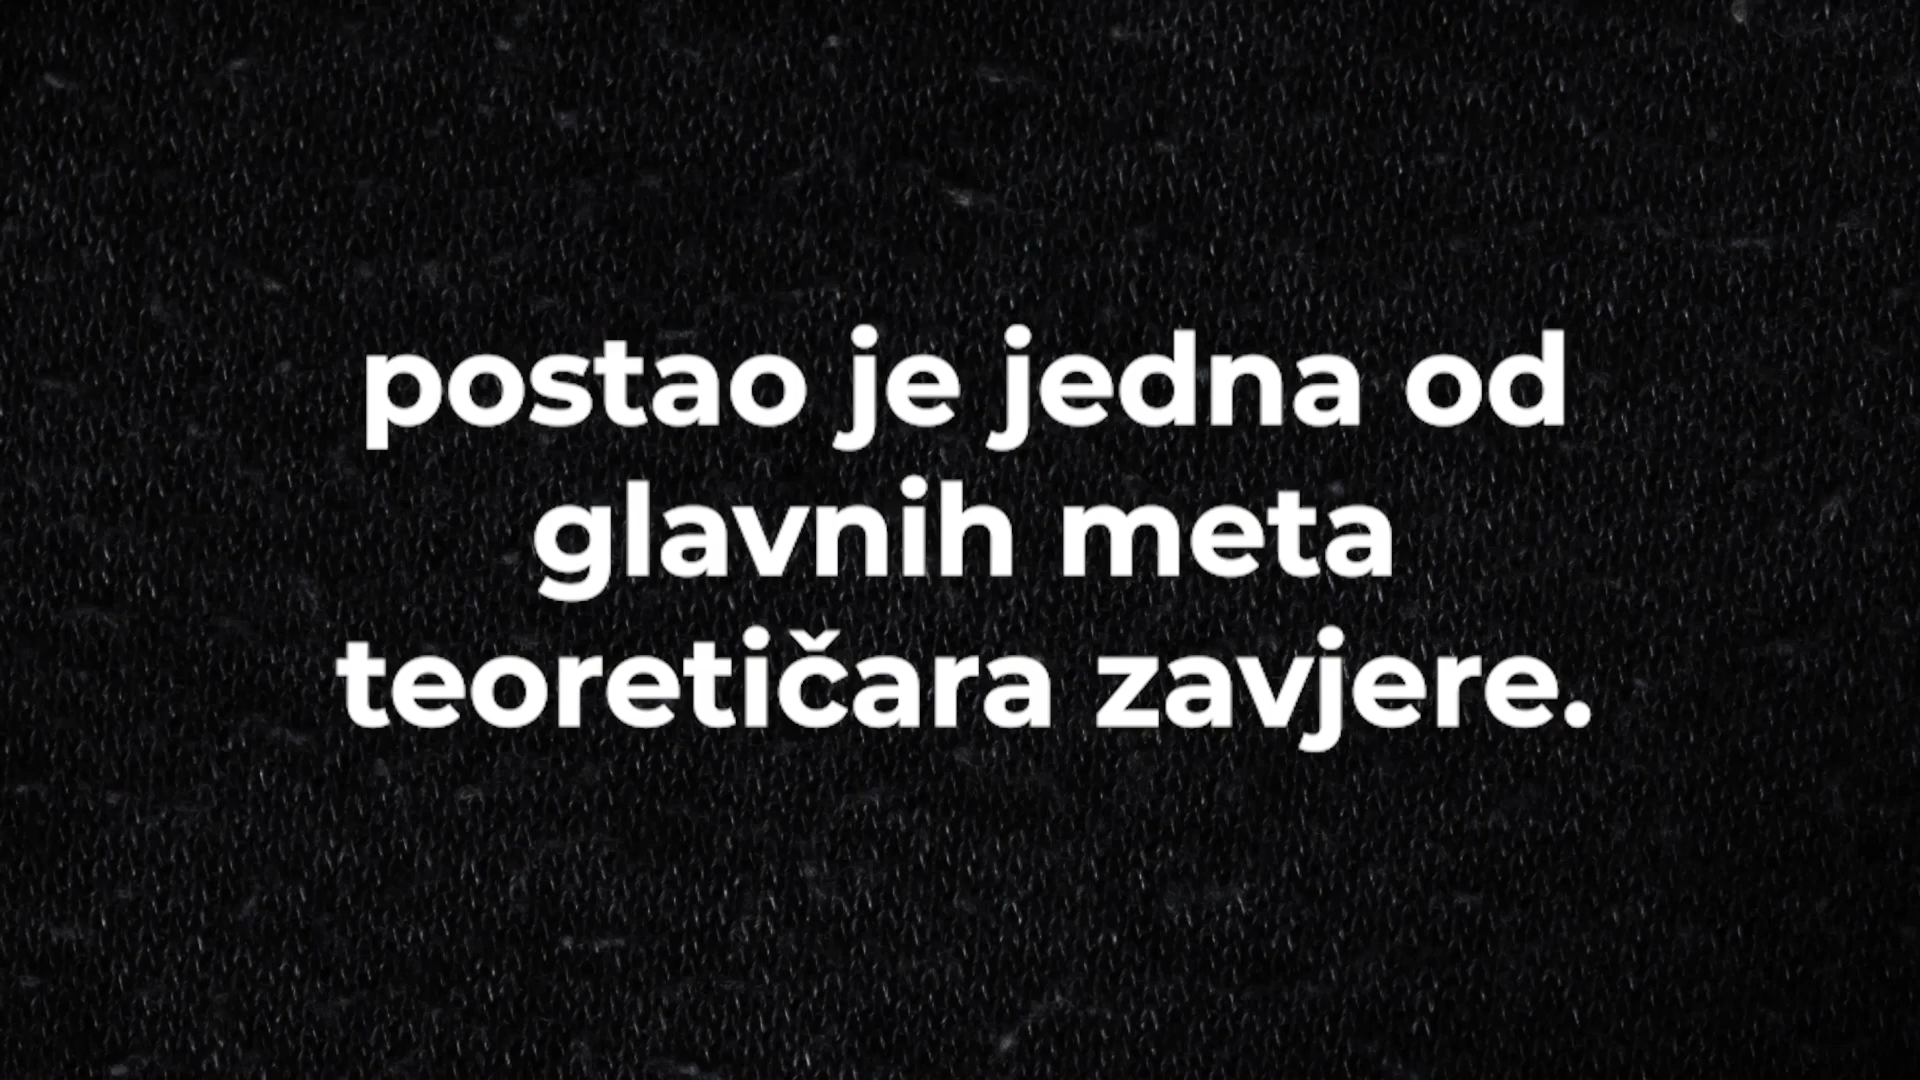 postao je jedna od
glavnih meta
teoretičara zavjere.